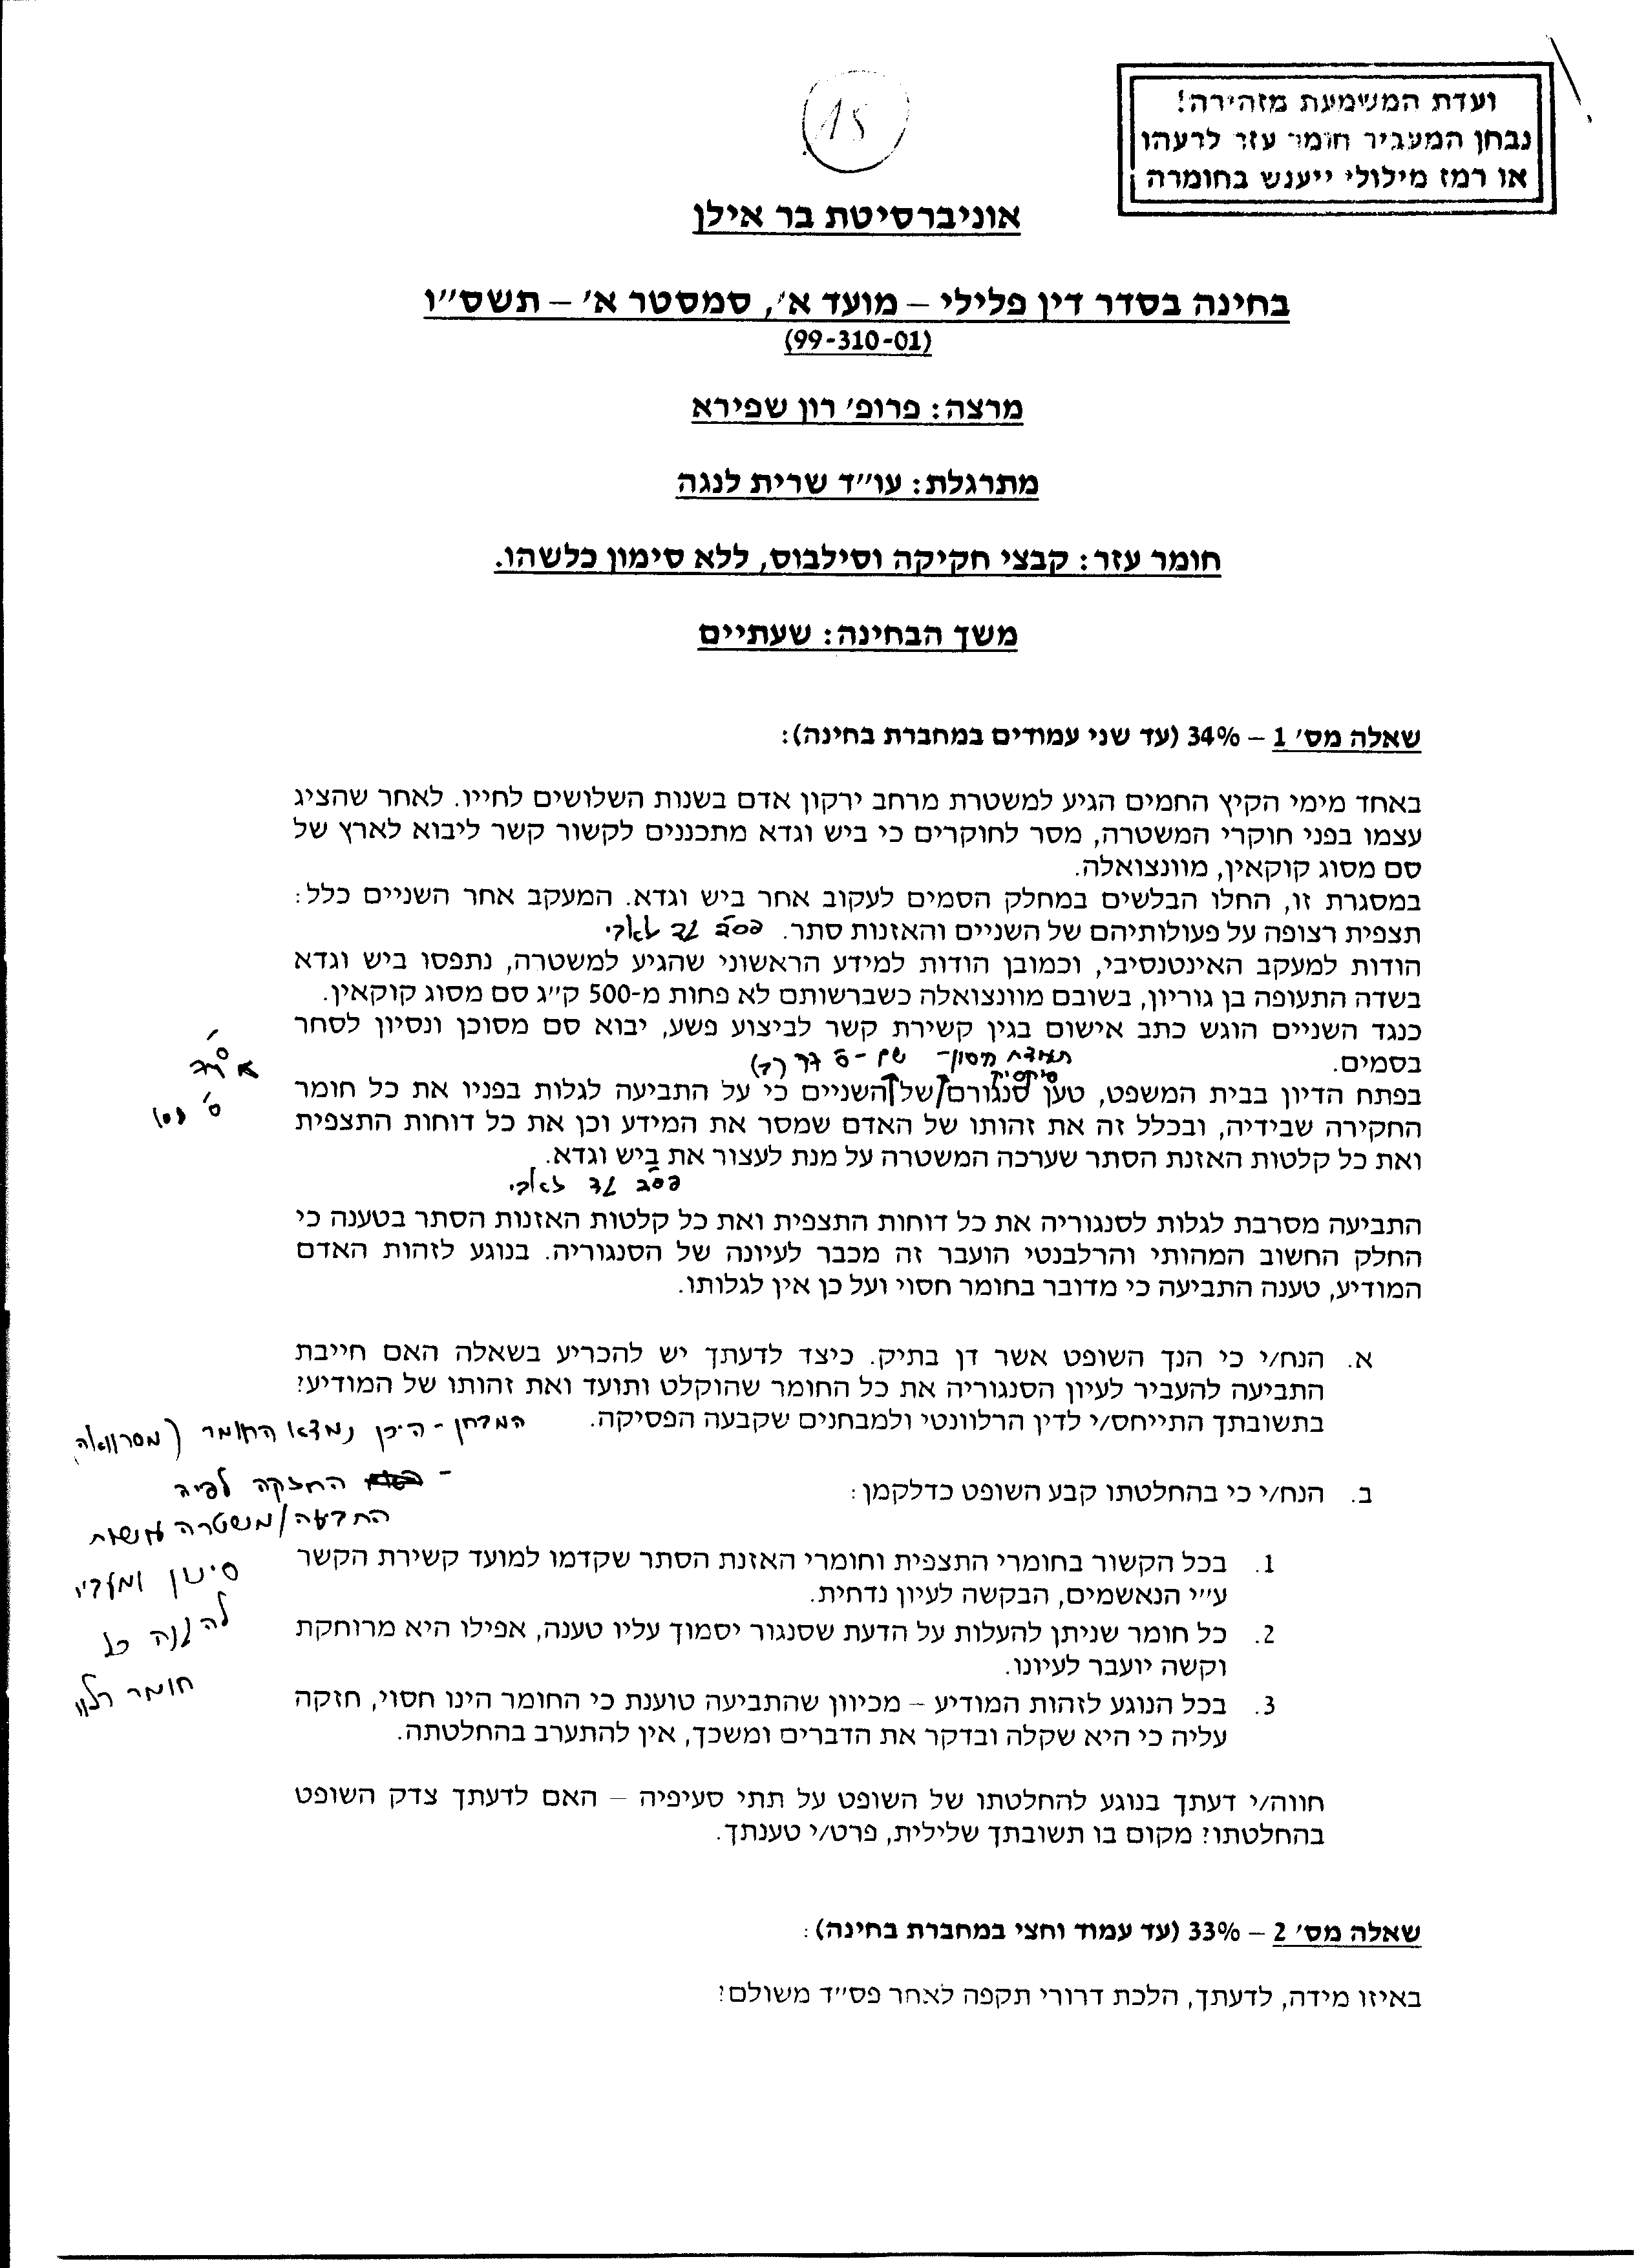 ועדת המשמעת מזהירה!
נבחן המעביר חומר עזר לרעהו
או רמז מילולי ייענש בחומרה
15
אוניברסיטת בר אילן
בחינה בסדר דין פלילי – מועד א', סמסטר א' – תשס"ו
(99-310-01)
מרצה: פרופ' רון שפירא
מתרגלת: עו"ד שרית לנגה
חומר עזר: קבצי חקיקה וסילבוס, ללא סימון כלשהו.
משך הבחינה: שעתיים
שאלה מס' 1 – 34% (עד שני עמודים במחברת בחינה):
באחד מימי הקיץ החמים הגיע למשטרת מרחב ירקון אדם בשנות השלושים לחייו. לאחר שהציג
עצמו בפני חוקרי המשטרה, מסר לחוקרים כי ביש וגדא מתכננים לקשור קשר ליבוא לארץ של
סם מסוג קוקאין, מוונצואלה.
במסגרת זו, החלו הבלשים במחלק הסמים לעקוב אחר ביש וגדא. המעקב אחר השניים כלל:
תצפית רצופה על פעולותיהם של השניים והאזנות סתר.
הודות למעקב האינטנסיבי, וכמובן הודות למידע הראשוני שהגיע למשטרה, נתפסו ביש וגדא
בשדה התעופה בן גוריון, בשובם מוונצואלה כשברשותם לא פחות מ-500 ק"ג סם מסוג קוקאין.
כנגד השניים הוגש כתב אישום בגין קשירת קשר לביצוע פשע, יבוא סם מסוכן ונסיון לסחר
בסמים.
בפתח הדיון בבית המשפט, טען סנגורם של השניים כי על התביעה לגלות בפניו את כל חומר
החקירה שבידיה, ובכלל זה את זהותו של האדם שמסר את המידע וכן את כל דוחות התצפית
ואת כל קלטות האזנת הסתר שערכה המשטרה על מנת לעצור את ביש וגדא.
התביעה מסרבת לגלות לסנגוריה את כל דוחות התצפית ואת כל קלטות האזנות הסתר בטענה כי
החלק החשוב המהותי והרלבנטי הועבר זה מכבר לעיונה של הסנגוריה. בנוגע לזהות האדם
המודיע, טענה התביעה כי מדובר בחומר חסוי ועל כן אין לגלותו.
א. הנח/י כי הנך השופט אשר דן בתיק. כיצד לדעתך יש להכריע בשאלה האם חייבת
התביעה להעביר לעיון הסנגוריה את כל החומר שהוקלט ותועד ואת זהותו של המודיע?
בתשובתך התייחס/י לדין הרלוונטי ולמבחנים שקבעה הפסיקה. המבחן - היכן נמצא החומר
- החזקה לפיה
ב. הנח/י כי בהחלטתו קבע השופט כדלקמן:
התביעה/משטרה
1. בכל הקשור בחומרי התצפית וחומרי האזנת הסתר שקדמו למועד קשירת הקשר
ע"י הנאשמים, הבקשה לעיון נדחית.
2. כל חומר שניתן להעלות על הדעת שסנגור יסמוך עליו טענה, אפילו היא מרוחקת
וקשה יועבר לעיונו.
להגנה כל
חומר
3. בכל הנוגע לזהות המודיע – מכיוון שהתביעה טוענת כי החומר הינו חסוי, חזקה
עליה כי היא שקלה ובדקר את הדברים ומשכך, אין להתערב בהחלטתה.
חווה/י דעתך בנוגע להחלטתו של השופט על תתי סעיפיה – האם לדעתך צדק השופט
בהחלטתו? מקום בו תשובתך שלילית, פרט/י טענתך.
שאלה מס' 2 – 33% (עד עמוד וחצי במחברת בחינה):
באיזו מידה, לדעתך, הלכת דרורי תקפה לאחר פס"ד משולם?